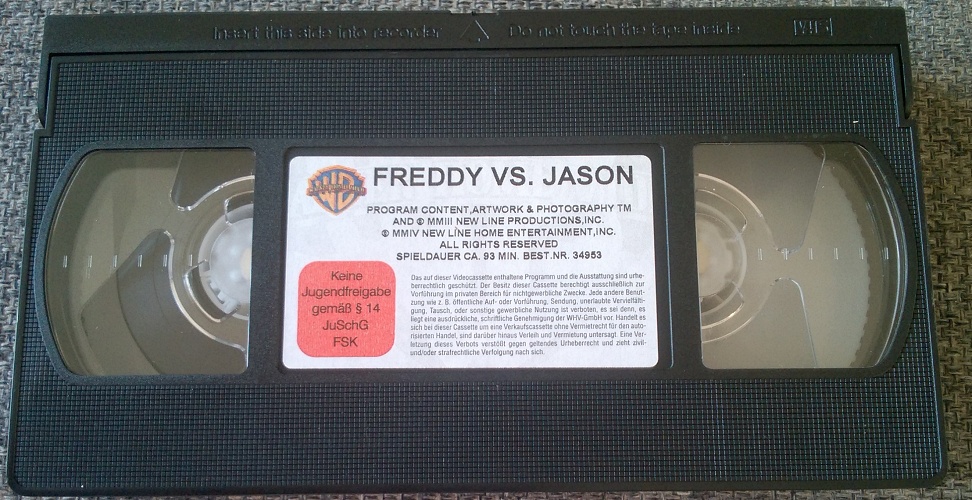 Insert this side into recorder Do not touch the tape inside VHS
FREDDY VS. JASON
PROGRAM CONTENT,ARTWORK & PHOTOGRAPHY TM
AND ℗ MMIII NEW LINE PRODUCTIONS,INC.
℗ MMIV NEW LINE HOME ENTERTAINMENT,INC.
ALL RIGHTS RESERVED
SPIELDAUER CA. 93 MIN. BEST.NR. 34953
Keine
Jugendfreigabe
gemäß § 14
JuSchG
FSK
Das auf dieser Videocassette enthaltene Programm und die Ausstattung sind urhe-
berrechtlich geschützt. Der Besitz dieser Cassette berechtigt ausschließlich zur
Vorführung im privaten Bereich für nichtgewerbliche Zwecke. Jede andere Benut-
zung wie z. B. öffentliche Auf- oder Vorführung, Sendung, unerlaubte Vervielfälti-
gung, Tausch, oder sonstige gewerbliche Nutzung ist verboten, es sei denn, es
liegt eine ausdrückliche, schriftliche Genehmigung der WHV-GmbH vor. Handelt es
sich bei dieser Cassette um eine Verkaufscassette ohne Vermietrecht für den auto-
risierten Handel, sind darüber hinaus Verleih und Vermietung untersagt. Eine Ver-
letzung dieses Verbots verstößt gegen geltendes Urheberrecht und zieht zivil-
und/oder strafrechtliche Verfolgung nach sich.